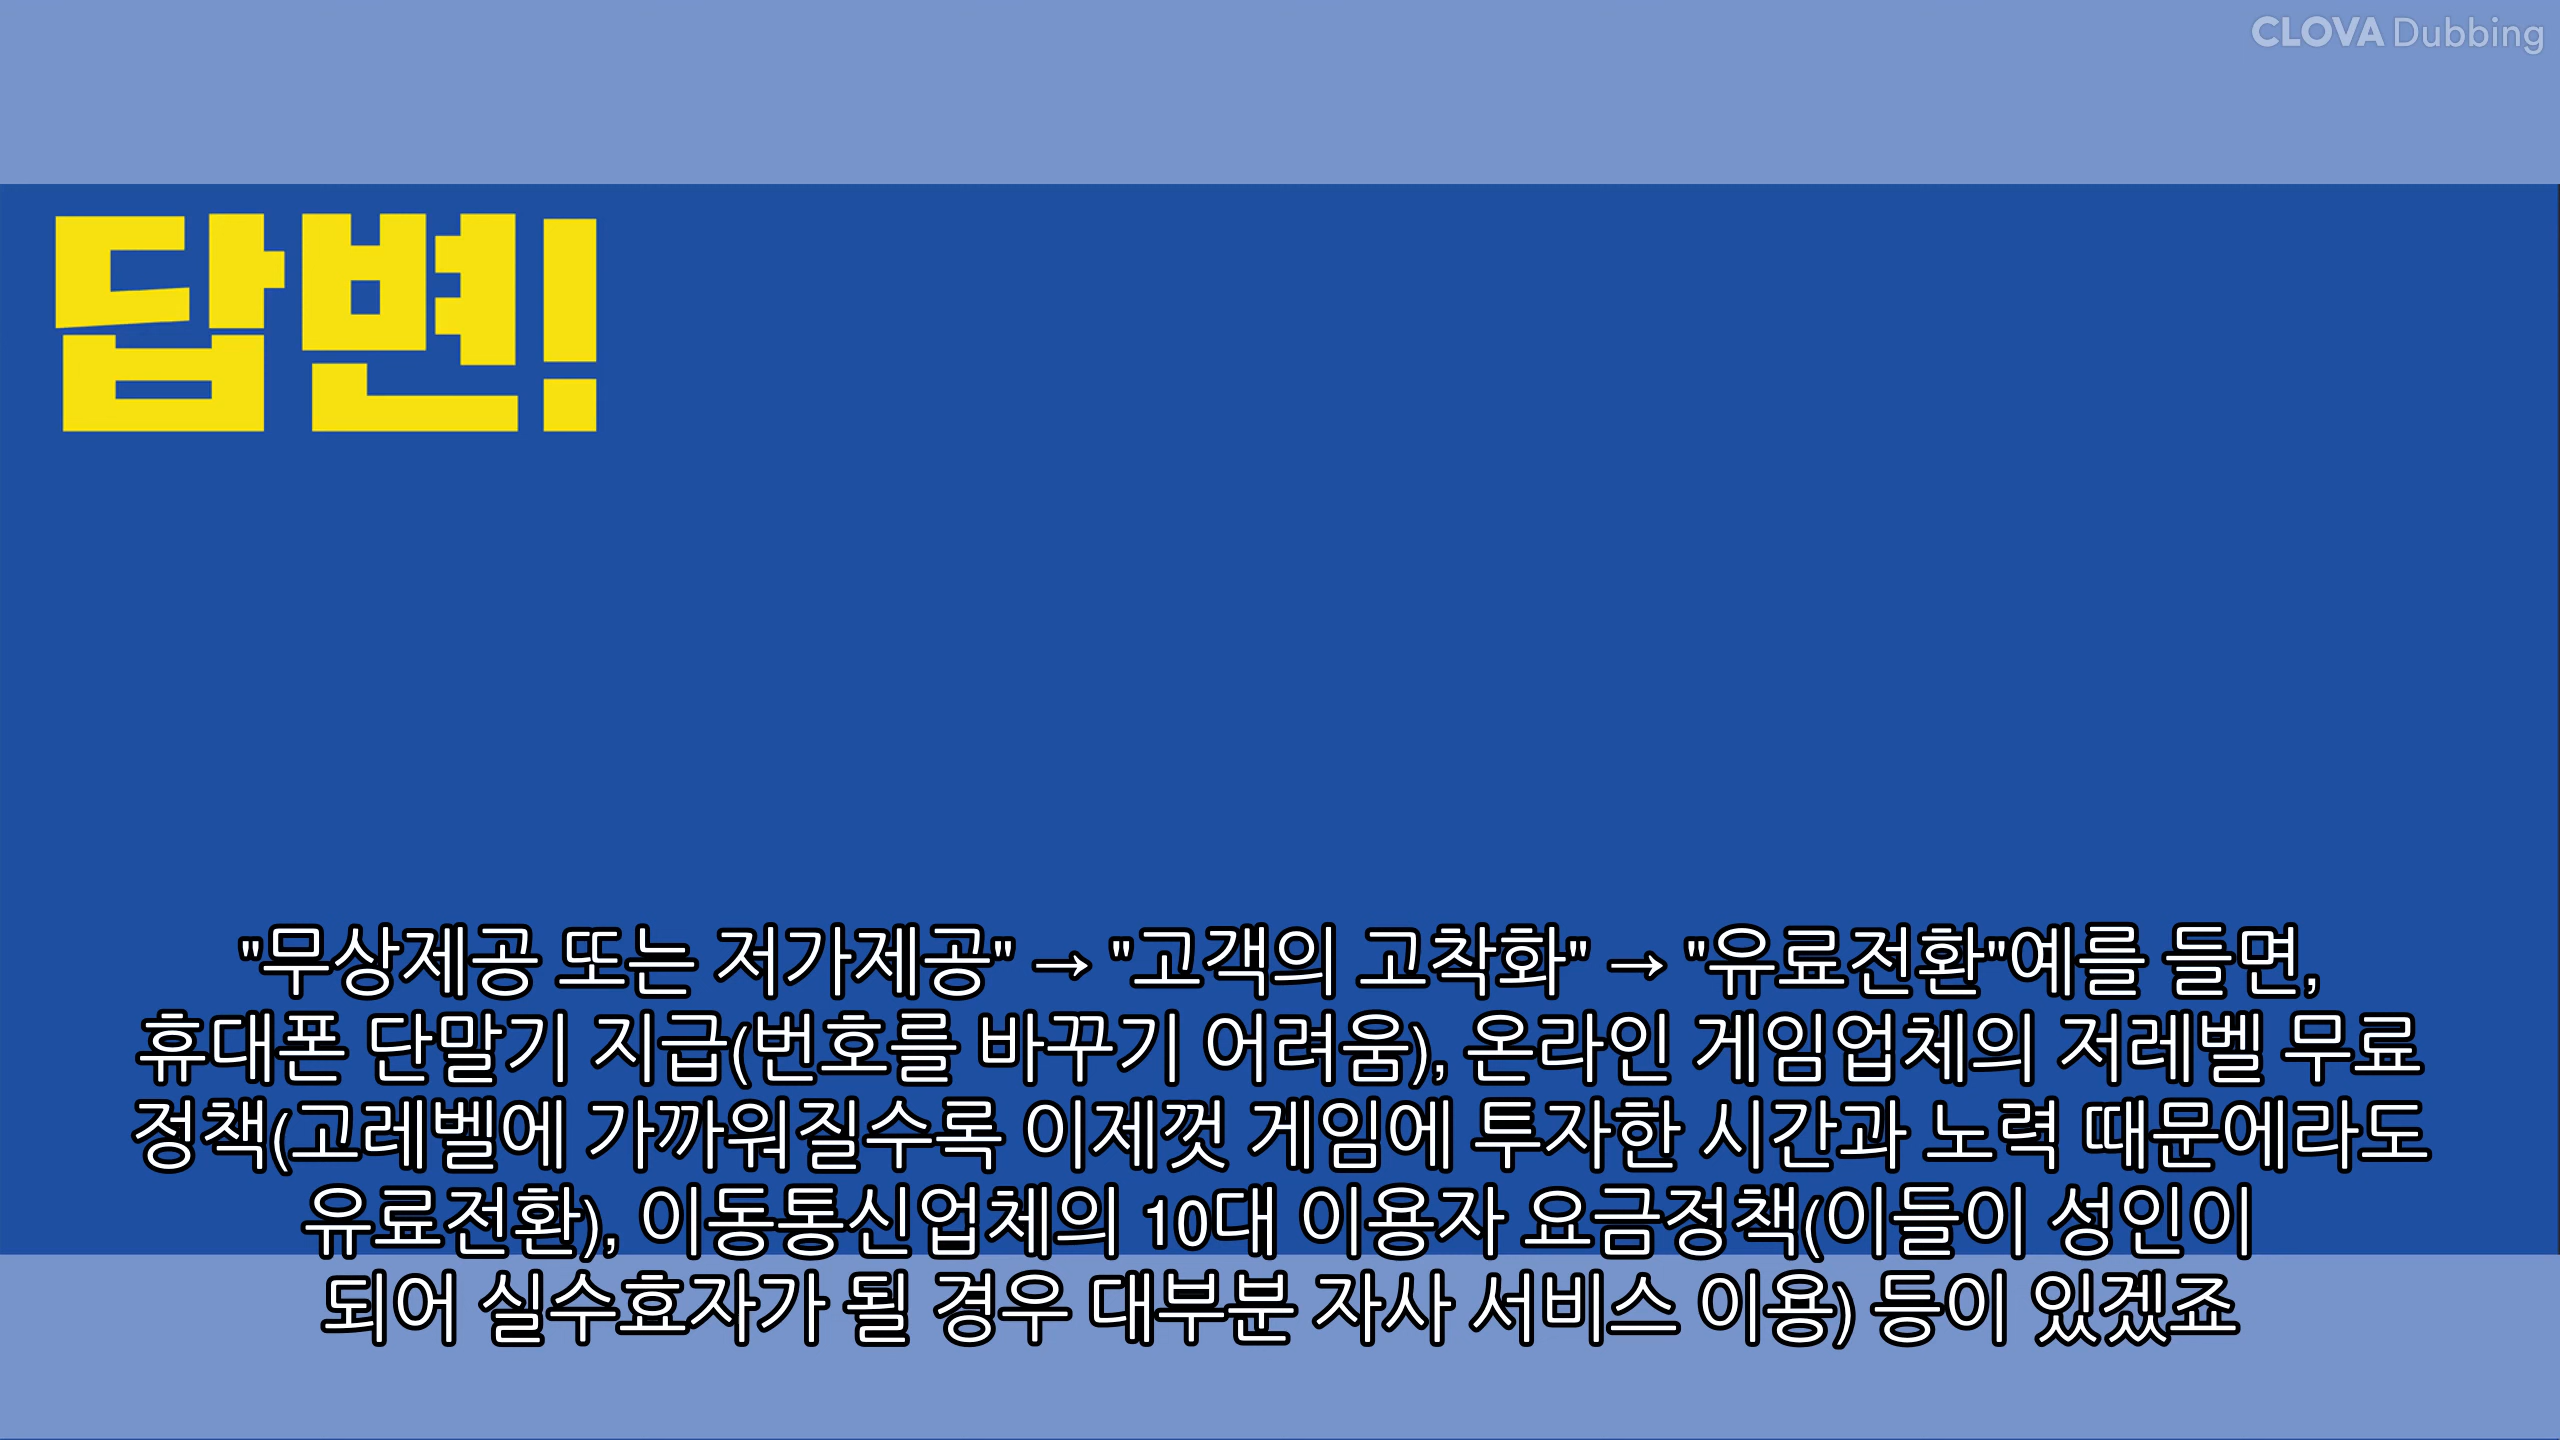 CLOVA Dubbing
답변!
"무상제공 또는 저가제공" → "고객의 고착화" → "유료전환"예를 들면,
휴대폰 단말기 지급(번호를 바꾸기 어려움), 온라인 게임업체의 저레벨 무료
정책(고레벨에 가까워질수록 이제껏 게임에 투자한 시간과 노력 때문에라도
유료전환), 이동통신업체의 10대 이용자 요금정책(이들이 성인이
되어 실수효자가 될 경우 대부분 자사 서비스 이용) 등이 있겠죠